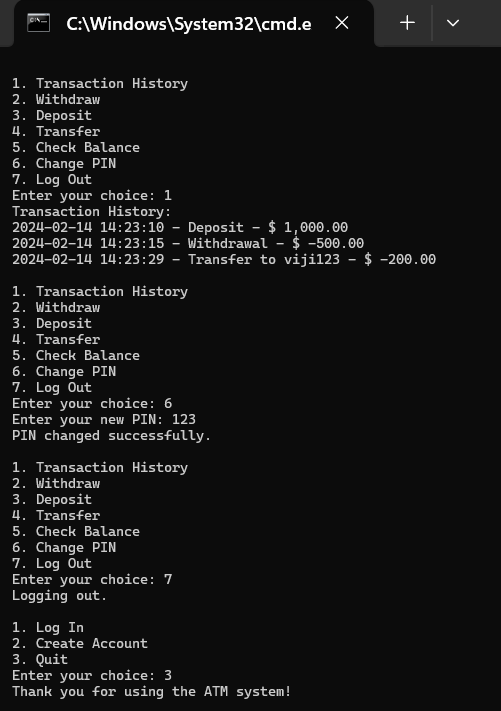 C:\Windows\System32\cmd.e
1. Transaction History
2. Withdraw
3. Deposit
4. Transfer
5. Check Balance
6. Change PIN
7. Log Out
Enter your choice: 1
Transaction History:
2024-02-14 14:23:10 - Deposit - $ 1,000.00
2024-02-14 14:23:15 - Withdrawal - $ -500.00
2024-02-14 14:23:29 - Transfer to viji123 - $ -200.00
1. Transaction History
2. Withdraw
3. Deposit
4. Transfer
5. Check Balance
6. Change PIN
7. Log Out
Enter your choice: 6
Enter your new PIN: 123
PIN changed successfully.
1. Transaction History
2. Withdraw
3. Deposit
4. Transfer
5. Check Balance
6. Change PIN
7. Log Out
Enter your choice: 7
Logging out.
1. Log In
2. Create Account
3. Quit
Enter your choice: 3
Thank you for using the ATM system!